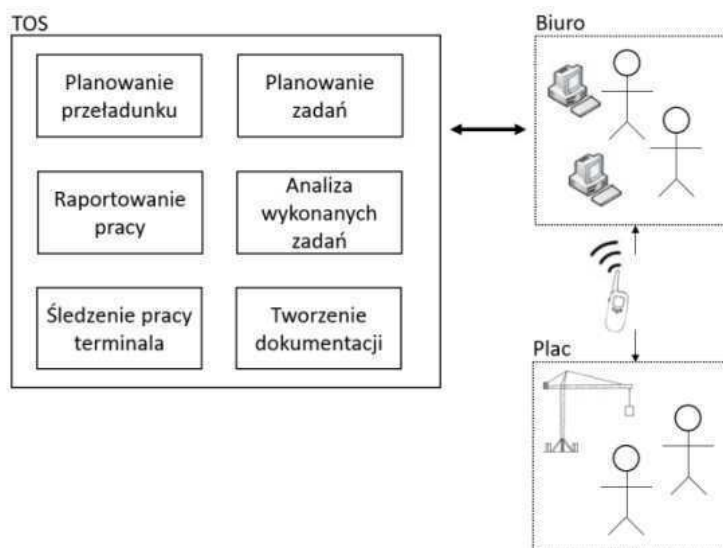 TOS
Planowanie
przeładunku
Planowanie
zadań
Raportowanie
pracy
Analiza
wykonanych
zadań
Śledzenie pracy
terminala
Tworzenie
dokumentacji
Biuro
Plac